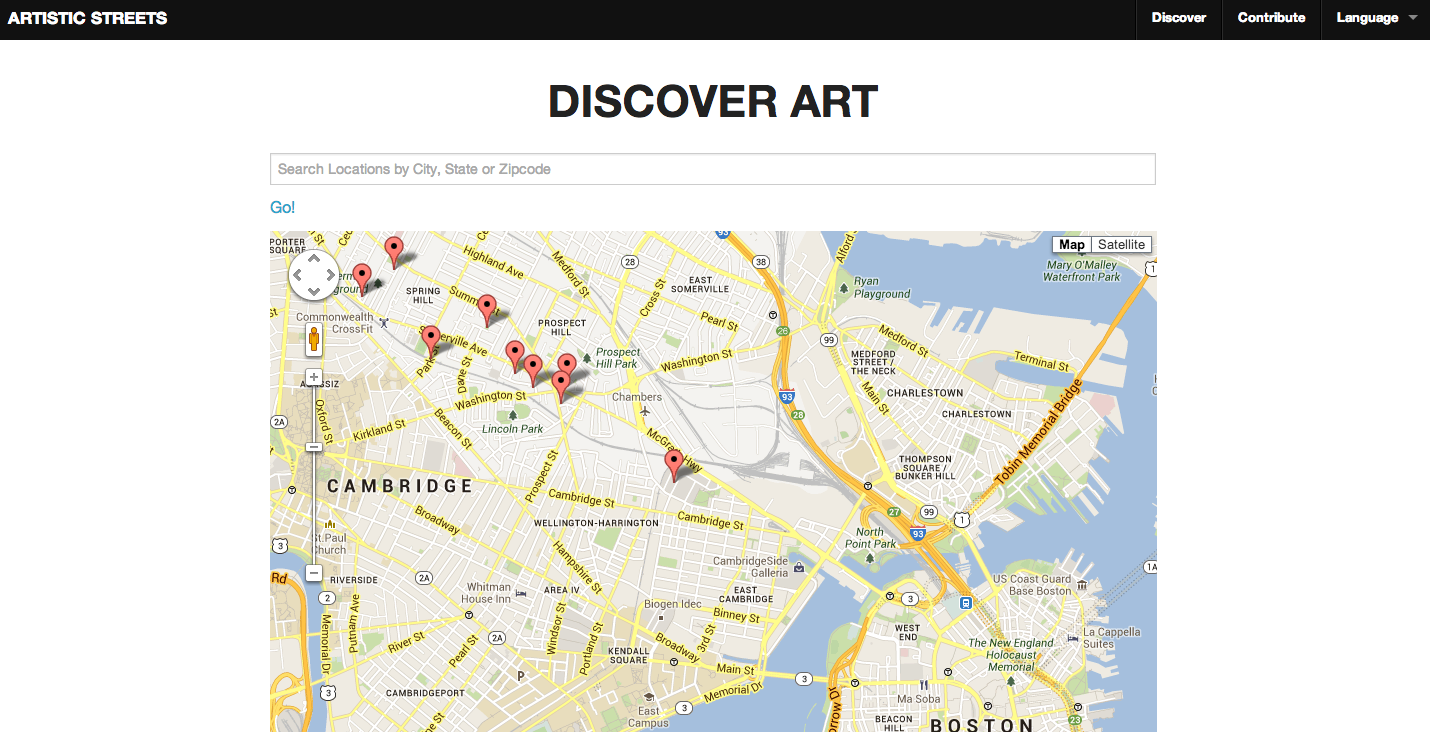 ARTISTIC STREETS
Discover
Contribute
Language
DISCOVER ART
Search Locations by City, State or Zipcode
Go!
Map
Satellite
PORTER
SQUARE
Highland Ave
Medford St
28
38
93
Alford St
Mary O'Malley
Waterfront Park
1
Ryan
Playground
EAST
SOMERVILLE
Cross St
SPRING
HILL
Commonwealth
CrossFit
PROSPECT
HILL
Pearl St
26
99
Medford St
Terminal St
Prospect
Hill Park
Washington St
MEDFORD
STREET /
THE NECK
Dane St
Main St
CHARLESTOWN
CHARLESTOWN
Chambers
93
28
Washington St
Oxford St
2A
Kirkland St
Beacon St
Lincoln Park
Tobin Memorial Bridge
THOMPSON
SQUARE /
BUNKER HILL
CAMBRIDGE
Prospect St
Cambridge St
Cambridge St
Broadway
WELLINGTON-HARRINGTON
27
99
1
93
North
Point Park
St.Paul
Church
3
Hampshire St
CambridgeSide
Galleria
1A
Rd
RIVERSIDE
2A
Whitman
House Inn
AREA IV
EAST
CAMBRIDGE
US Coast Guard
Base Boston
2
3
Biogen Idec
Binney St
Putnam Ave
Memorial Dr
River St
2A
Pearl St
Windsor St
Portland St
Broadway
3rd St
WEST
END
La Cappella
Suites
The New England
Holocaust
Memorial
KENDALL
SQUARE
Main St
3
Memorial Dr
3
CAMBRIDGEPORT
P
East
Campus
3
Ma Soba
BEACON
HILL
BOSTON
23